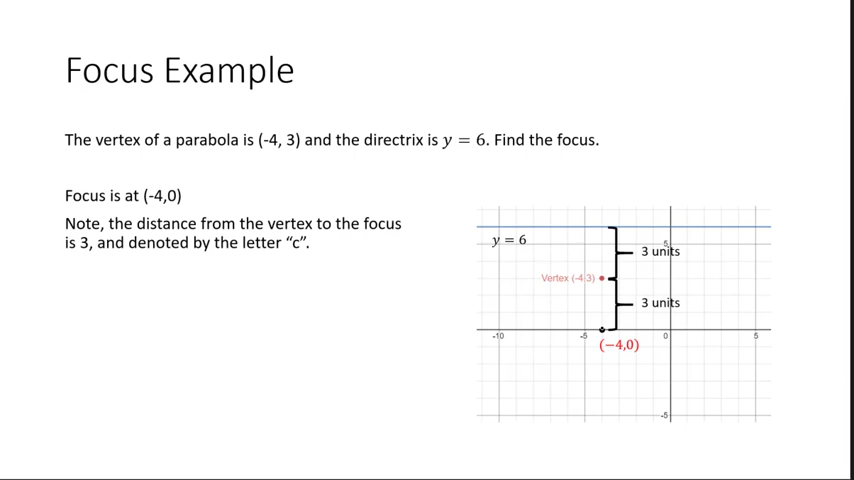 Focus Example
The vertex of a parabola is (-4, 3) and the directrix is y = 6. Find the focus.
Focus is at (-4,0)
Note, the distance from the vertex to the focus
is 3, and denoted by the letter “c”.
y = 6
5
3 units
Vertex (-4,3)
3 units
-10
-5
0
5
(−4,0)
-5